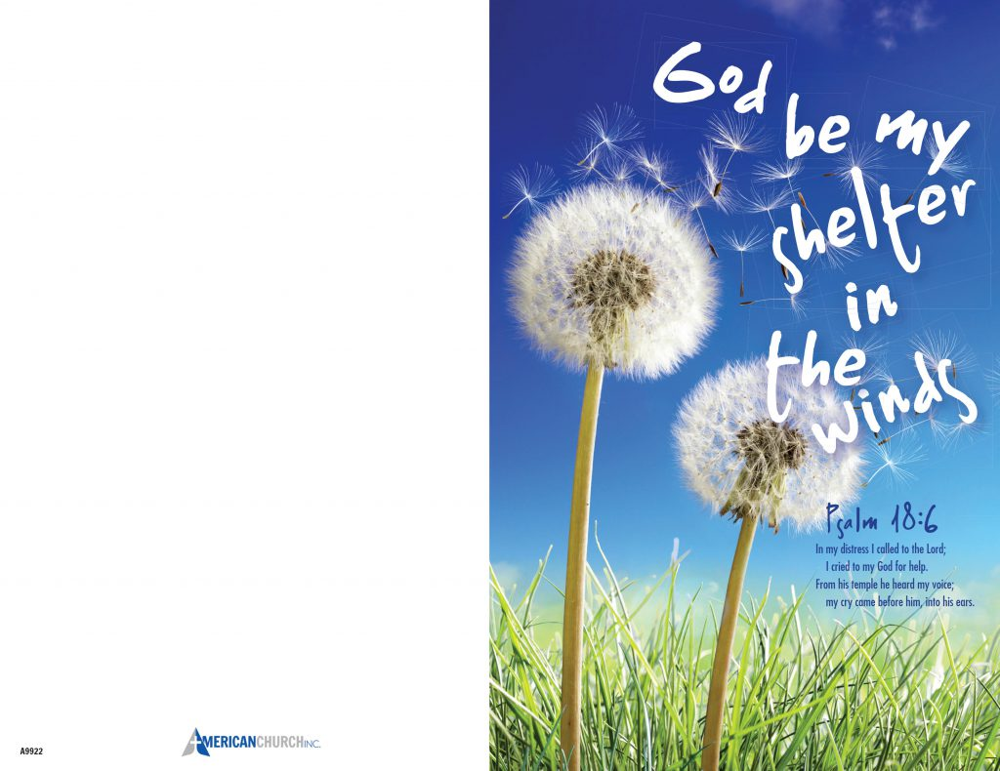 God
be my
shelter
in
the
winds
Psalm 18:6
In my distress I called to the Lord;
I cried to my God for help.
From his temple he heard my voice;
my cry came before him, into his ears.
A9922
AMERICANCHURCH INC.